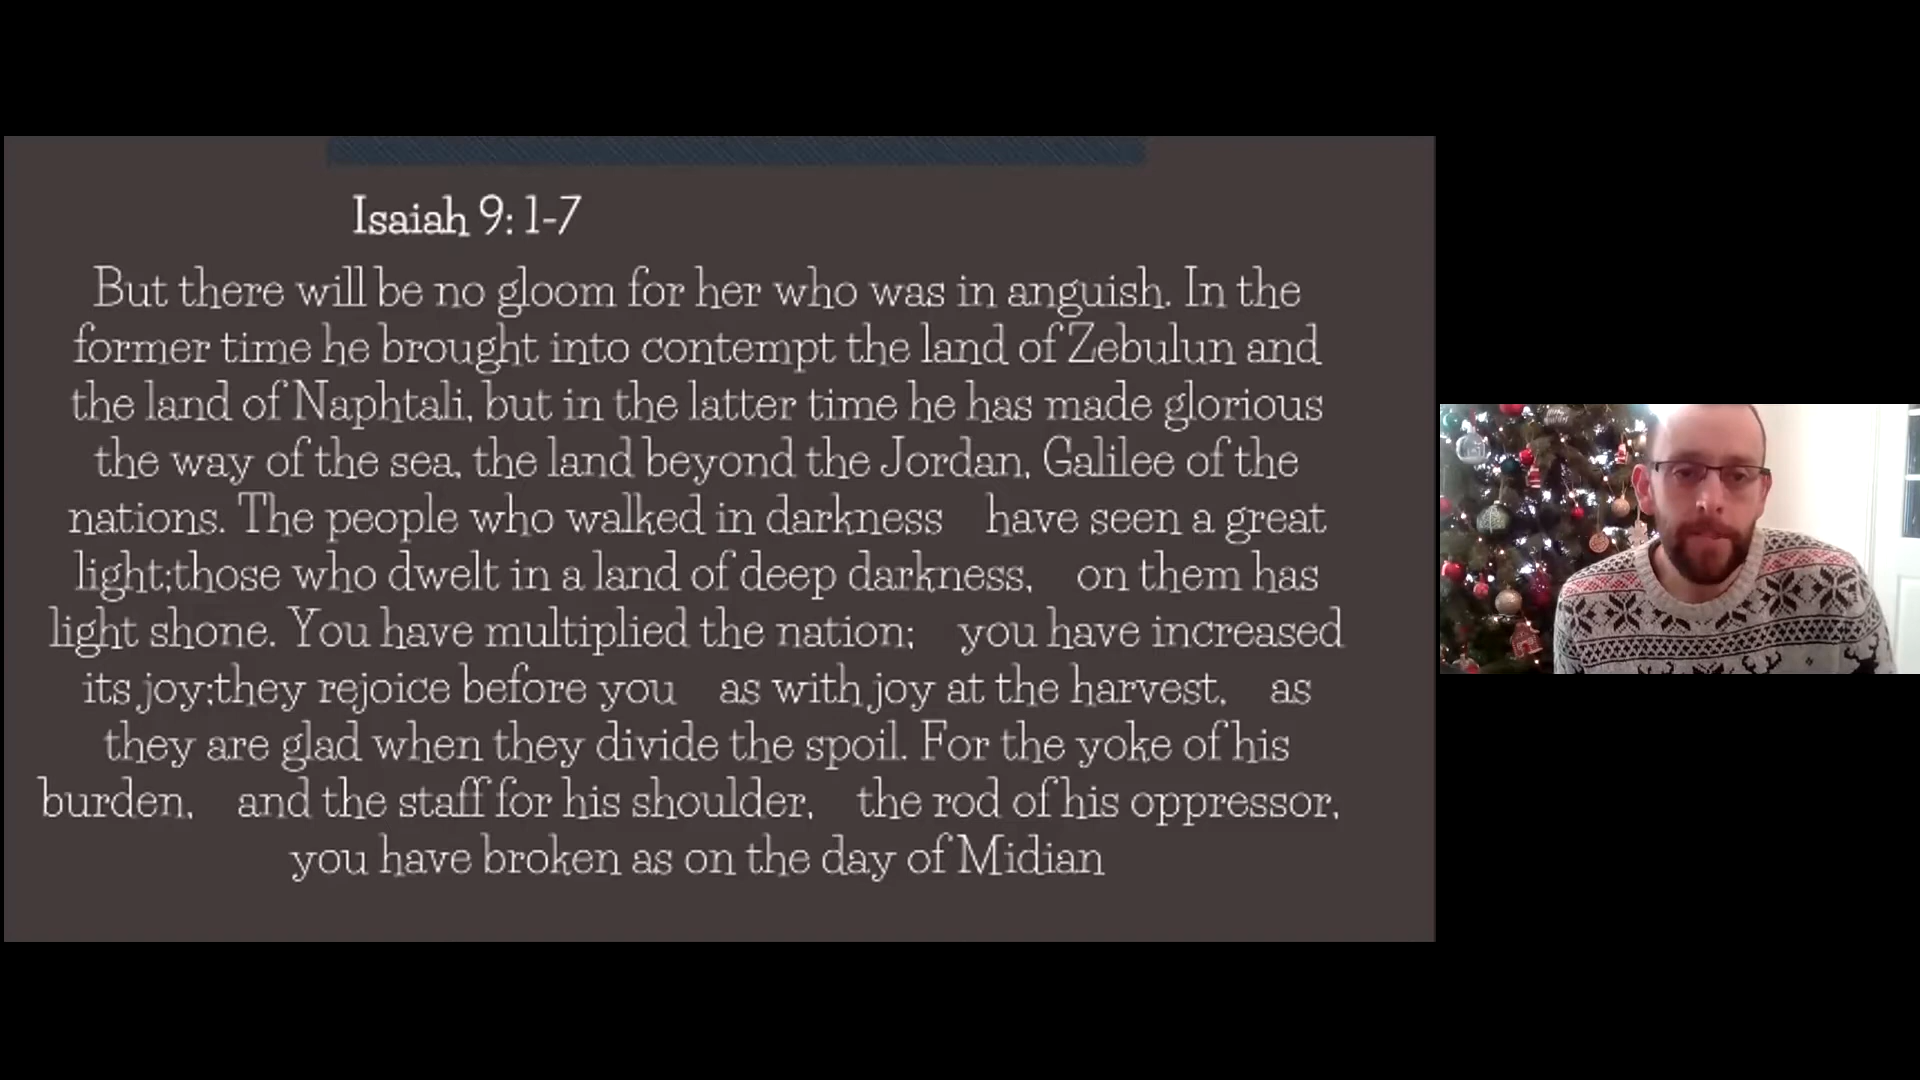 Isaiah 9: 1-7
But there will be no gloom for her who was in anguish. In the
former time he brought into contempt the land of Zebulun and
the land of Naphtali, but in the latter time he has made glorious
the way of the sea, the land beyond the Jordan, Galilee of the
nations. The people who walked in darkness have seen a great
light;those who dwelt in a land of deep darkness, on them has
light shone. You have multiplied the nation; you have increased
its joy;they rejoice before you as with joy at the harvest, as
they are glad when they divide the spoil. For the yoke of his
burden, and the staff for his shoulder, the rod of his oppressor,
you have broken as on the day of Midian